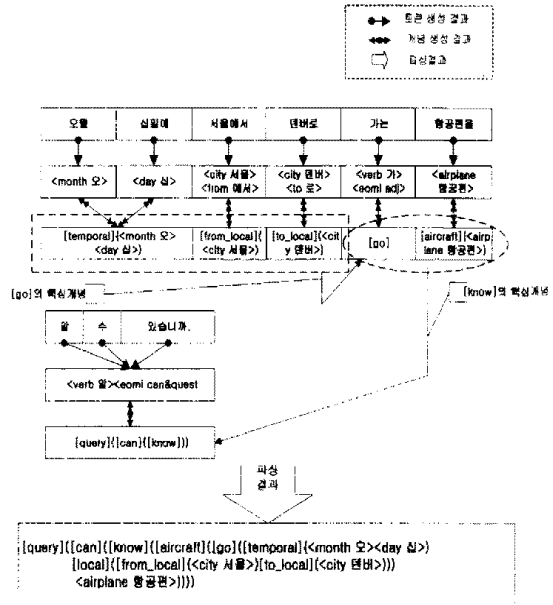 토큰 생성 결과
개념 생성 결과
파싱결과
오월 십일에 서울에서 덴버로 가는 항공편을
<month 오> <day 십> <city 서울> <city 덴버> <verb 가> <airplane
<from 에서> <to 로> <eomi adj> 항공편>
[temporal](<month 오> [from_local]( [to_local](<cit [go] [aircraft](<airp
<day 십>) <city 서울>) y 덴버>) lane 항공편>)
[go]의 핵심개념
[know]의 핵심개념
알 수 있습니까.
<verb 알><eomi can&quest
[query]([can]([know]))
파싱
결과
[query]([can]([know]([aircraft]([go]([temporal](<month 오><day 십>)
[local]([from_local](<city 서울>)[to_local](<city 덴버>)))
<airplane 항공편>))))